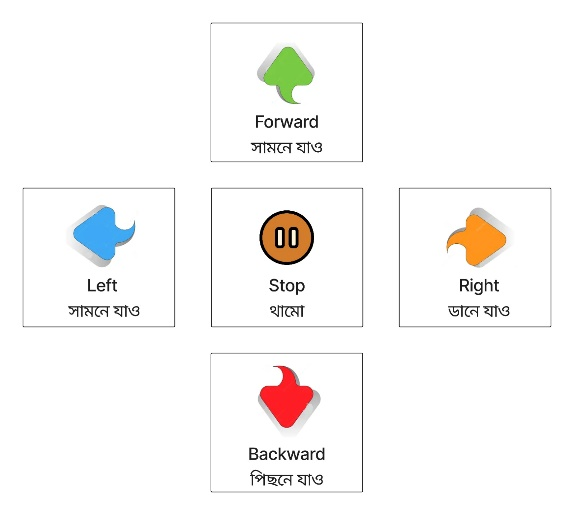 Forward
সামনে যাও
Left
সামনে যাও
Stop
থামো
Right
ডানে যাও
Backward
পিছনে যাও